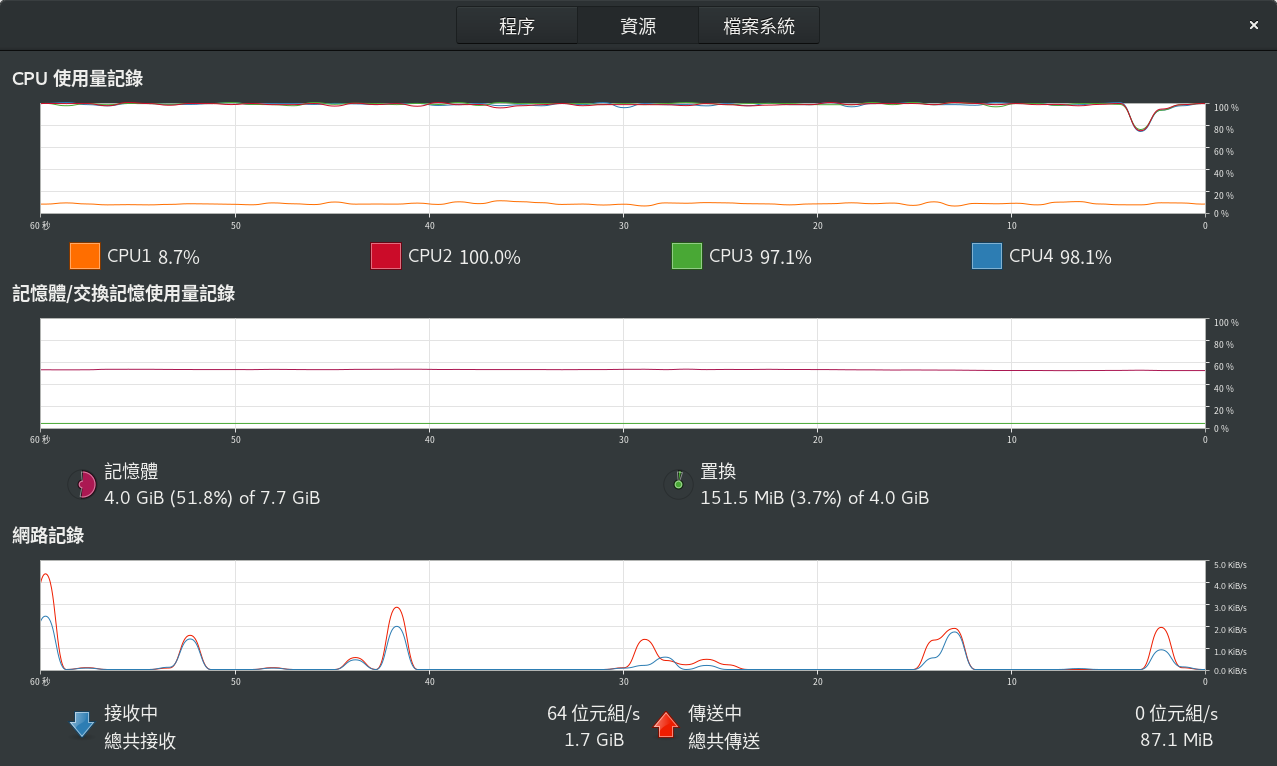 程序 資源 檔案系統 ×
CPU 使用量記錄
100 %
80 %
60 %
40 %
20 %
0 %
60 秒 50 40 30 20 10 0
CPU1 8.7% CPU2 100.0% CPU3 97.1% CPU4 98.1%
記憶體/交換記憶使用量記錄
100 %
80 %
60 %
40 %
20 %
0 %
60 秒 50 40 30 20 10 0
記憶體 置換
4.0 GiB (51.8%) of 7.7 GiB 151.5 MiB (3.7%) of 4.0 GiB
網路記錄
5.0 KiB/s
4.0 KiB/s
3.0 KiB/s
2.0 KiB/s
1.0 KiB/s
0.0 KiB/s
60 秒 50 40 30 20 10 0
接收中 64 位元組/s 傳送中 0 位元組/s
總共接收 1.7 GiB 總共傳送 87.1 MiB